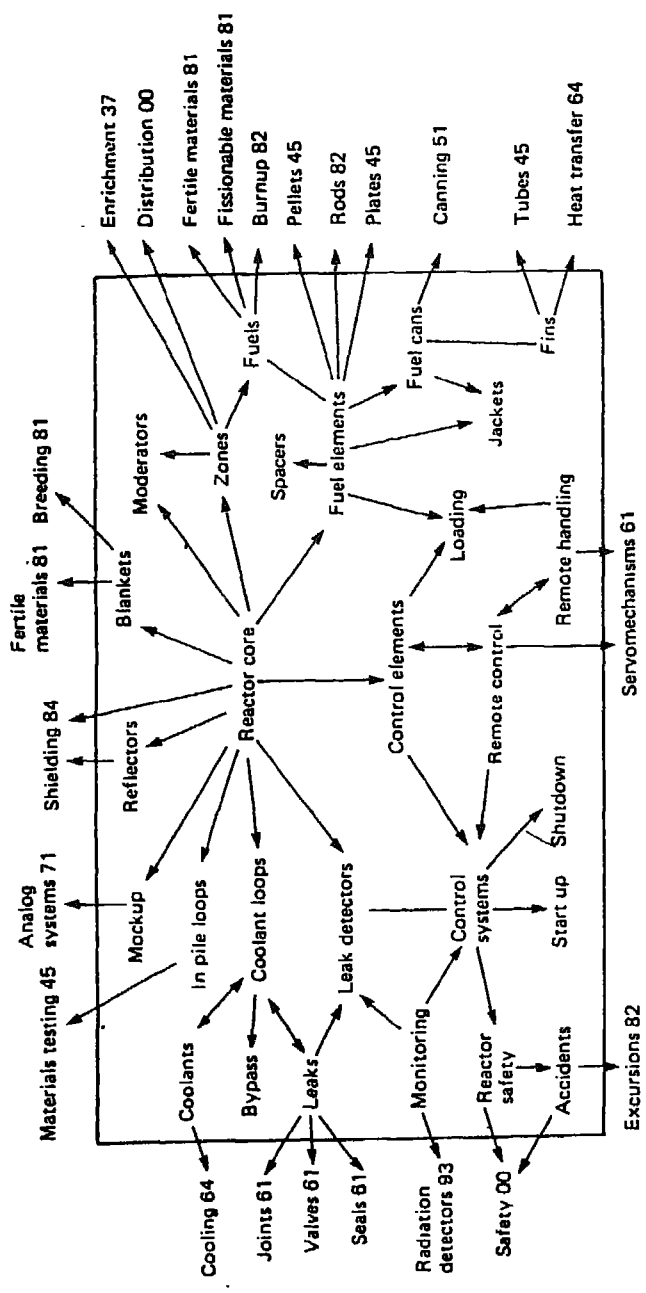 Materials testing 45
Analog
systems 71
Shielding 84
Fertile
materials 81
Breeding 81
Enrichment 37
Distribution 00
Fertile materials 81
Fissionable materials 81
Burnup 82
Pellets 45
Rods 82
Plates 45
Canning 51
Tubes 45
Heat transfer 64
Mockup
Reflectors
Blankets
Moderators
In pile loops
Zones
Fuels
Coolants
Coolant loops
Reactor core
Spacers
Bypass
Cooling 64
Leaks
Leak detectors
Fuel elements
Fuel cans
Joints 61
Valves 61
Seals 61
Monitoring
Control elements
Loading
Jackets
Fins
Radiation
detectors 93
Control
systems
Remote control
Remote handling
Reactor
safety
Safety 00
Accidents
Start up
Shutdown
Excursions 82
Servomechanisms 61